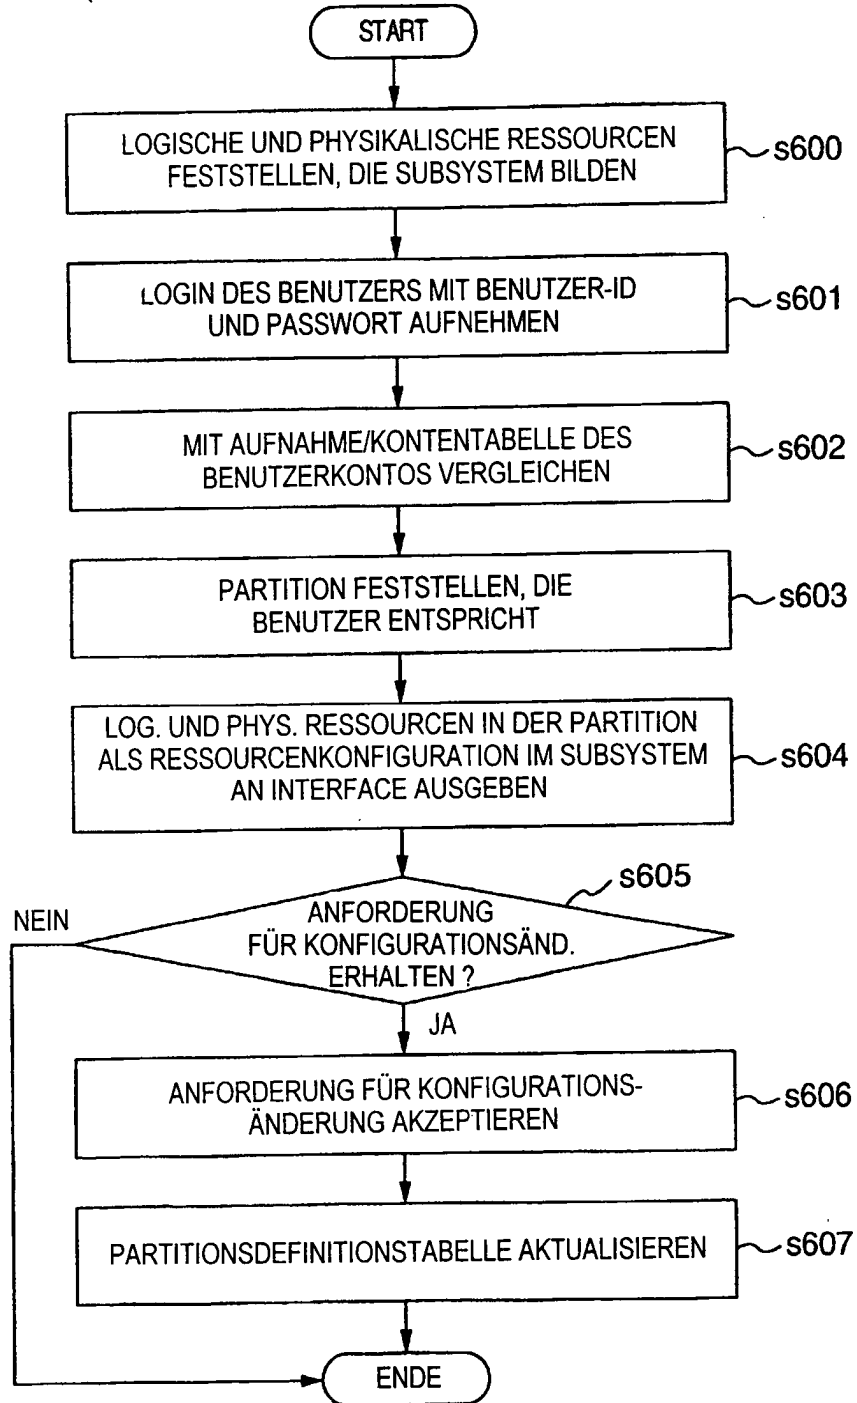 START
LOGISCHE UND PHYSIKALISCHE RESSOURCEN
FESTSTELLEN, DIE SUBSYSTEM BILDEN
s600
LOGIN DES BENUTZERS MIT BENUTZER-ID
UND PASSWORT AUFNEHMEN
s601
MIT AUFNAHME/KONTENTABELLE DES
BENUTZERKONTOS VERGLEICHEN
s602
PARTITION FESTSTELLEN, DIE
BENUTZER ENTSPRICHT
s603
LOG. UND PHYS. RESSOURCEN IN DER PARTITION
ALS RESSOURCENKONFIGURATION IM SUBSYSTEM
AN INTERFACE AUSGEBEN
s604
s605
NEIN
ANFORDERUNG
FÜR KONFIGURATIONSÄND.
ERHALTEN ?
JA
ANFORDERUNG FÜR KONFIGURATIONS-
ÄNDERUNG AKZEPTIEREN
s606
PARTITIONSDEFINITIONSTABELLE AKTUALISIEREN
s607
ENDE